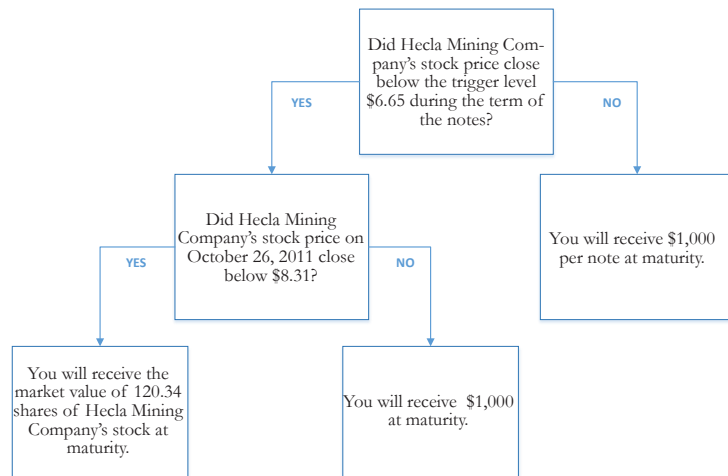 Did Hecla Mining Com-
pany's stock price close
below the trigger level
$6.65 during the term of
the notes?
YES
NO
Did Hecla Mining
Company's stock price on
October 26, 2011 close
below $8.31?
You will receive $1,000
per note at maturity.
YES
NO
You will receive the
market value of 120.34
shares of Hecla Mining
Company's stock at
maturity.
You will receive $1,000
at maturity.